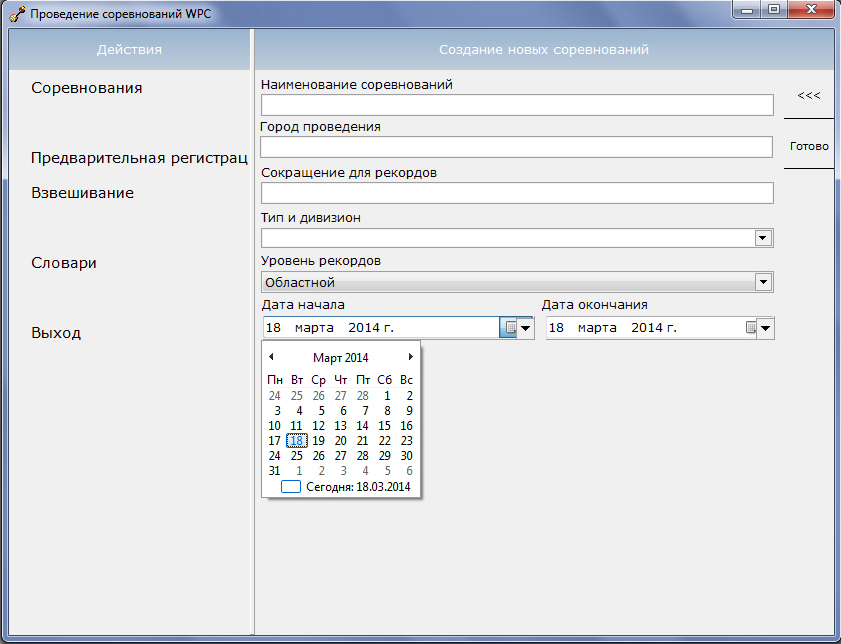 Проведение соревнований WPC
Действия
Создание новых соревнований
Соревнования
Предварительная регистрац
Взвешивание
Словари
Выход
Наименование соревнований
Город проведения
Сокращение для рекордов
Тип и дивизион
Уровень рекордов
Областной
Дата начала
Дата окончания
18 марта 2014 г.
18 марта 2014 г.
Март 2014
Пн Вт Ср Чт Пт Сб Вс
24 25 26 27 28 1 2
3 4 5 6 7 8 9
10 11 12 13 14 15 16
17 18 19 20 21 22 23
24 25 26 27 28 29 30
31 1 2 3 4 5 6
Сегодня: 18.03.2014
<<<
Готово